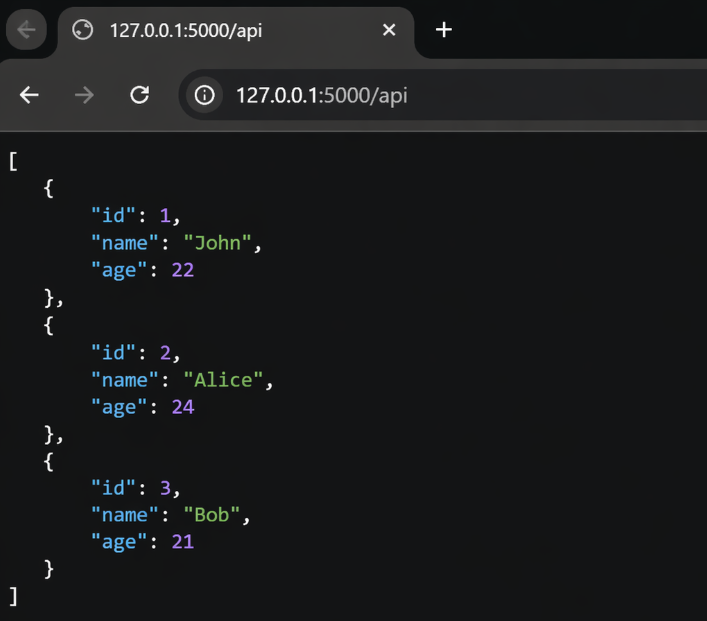 127.0.0.1:5000/api
127.0.0.1:5000/api
[
    {
        "id": 1,
        "name": "John",
        "age": 22
    },
    {
        "id": 2,
        "name": "Alice",
        "age": 24
    },
    {
        "id": 3,
        "name": "Bob",
        "age": 21
    }
]